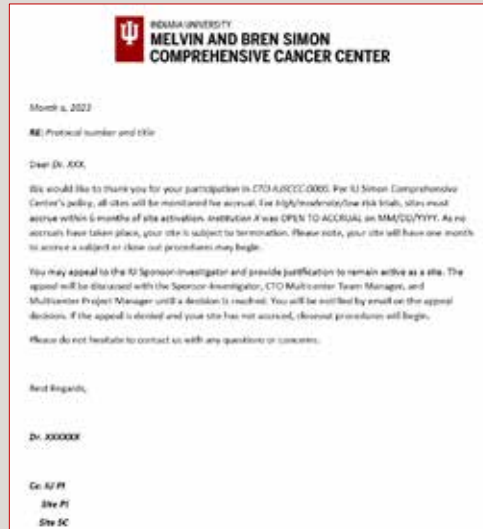 INDIANA UNIVERSITY
MELVIN AND BREN SIMON
COMPREHENSIVE CANCER CENTER
March x, 2023
RE: Protocol number and title
Dear Dr. XXX,
We would like to thank you for your participation in CTO-IUSCCC-0000. Per IU Simon Comprehensive
Center's policy, all sites will be monitored for accrual. For high/moderate/low risk trials, sites must
accrue within 6 months of site activation. Institution X was OPEN TO ACCRUAL on MM/DD/YYYY. As no
accruals have taken place, your site is subject to termination. Please note, your site will have one month
to accrue a subject or close out procedures may begin.
You may appeal to the IU Sponsor-Investigator and provide justification to remain active as a site. The
appeal will be discussed with the Sponsor-Investigator, CTO Multicenter Team Manager, and
Multicenter Project Manager until a decision is reached. You will be notified by email on the appeal
decision. If the appeal is denied and your site has not accrued, closeout procedures will begin.
Please do not hesitate to contact us with any questions or concerns.
Best Regards,
Dr. XXXXXX
Cc: IU PI
Site PI
Site SC